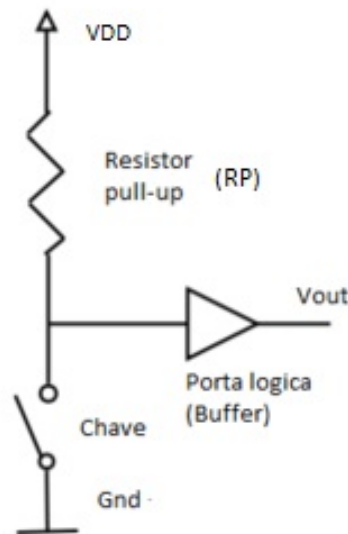 VDD
Resistor (RP)
pull-up
Vout
Porta logica
(Buffer)
Chave
Gnd